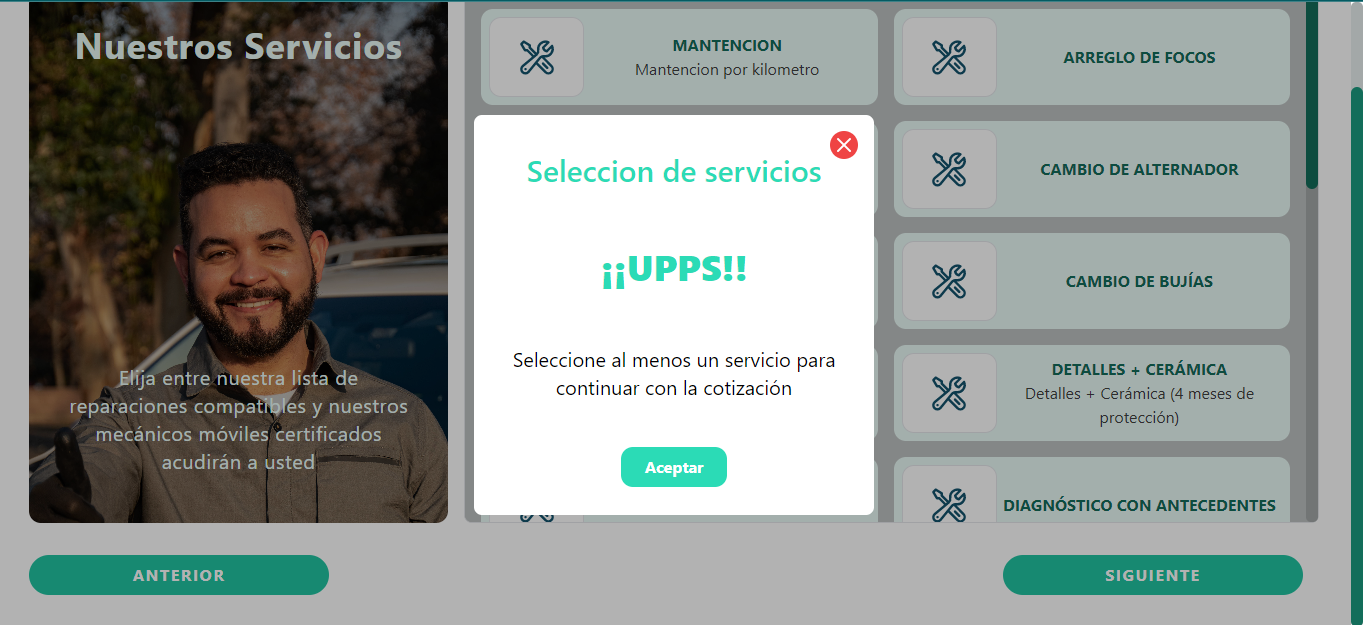 Nuestros Servicios
Elija entre nuestra lista de
reparaciones compatibles y nuestros
mecánicos móviles certificados
acudirán a usted
MANTENCION
Mantencion por kilometro
ARREGLO DE FOCOS
CAMBIO DE ALTERNADOR
CAMBIO DE BUJÍAS
DETALLES + CERÁMICA
Detalles + Cerámica (4 meses de
protección)
DIAGNÓSTICO CON ANTECEDENTES
Seleccion de servicios
¡¡UPPS!!
Seleccione al menos un servicio para
continuar con la cotización
Aceptar
ANTERIOR
SIGUIENTE